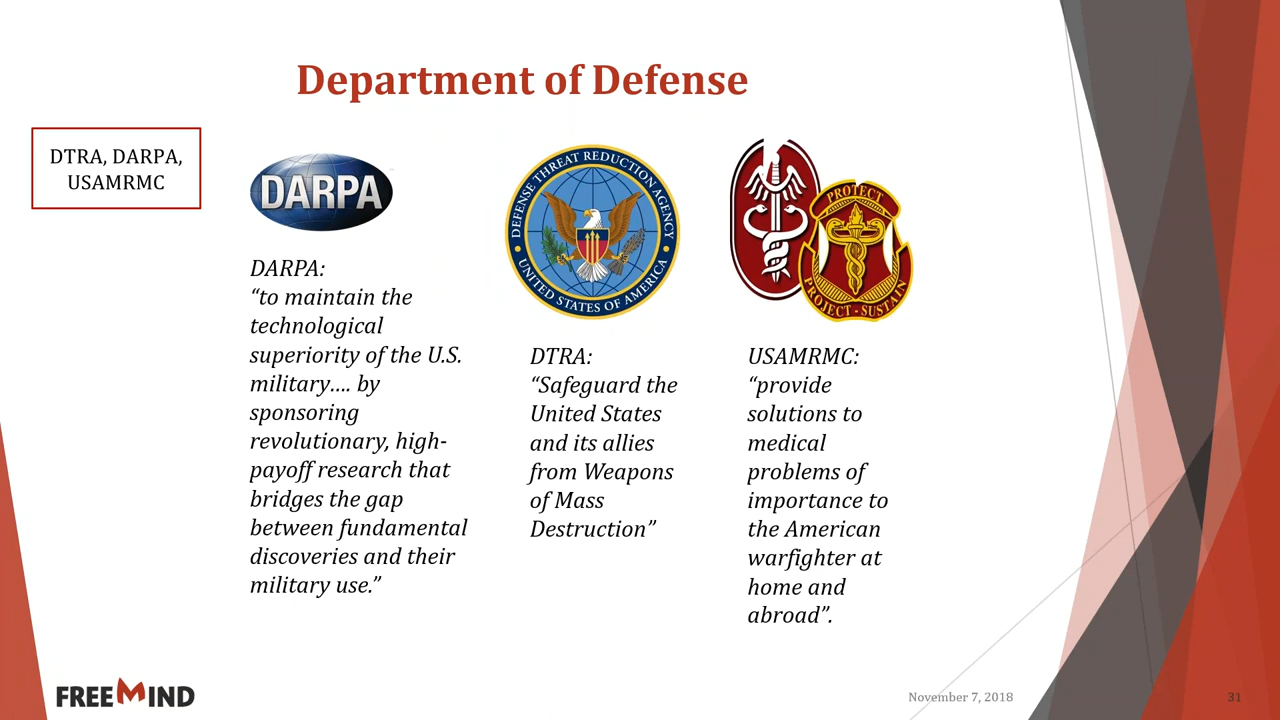 Department of Defense
DTRA, DARPA,
USAMRMC
DARPA
DEFENSE THREAT REDUCTION AGENCY
UNITED STATES OF AMERICA
PROTECT
PROJECT - SUSTAIN
DARPA:
“to maintain the
technological
superiority of the U.S.
military…. by
sponsoring
revolutionary, high-
payoff research that
bridges the gap
between fundamental
discoveries and their
military use.”
DTRA:
“Safeguard the
United States
and its allies
from Weapons
of Mass
Destruction”
USAMRMC:
“provide
solutions to
medical
problems of
importance to
the American
warfighter at
home and
abroad”.
FREEMIND
November 7, 2018
31